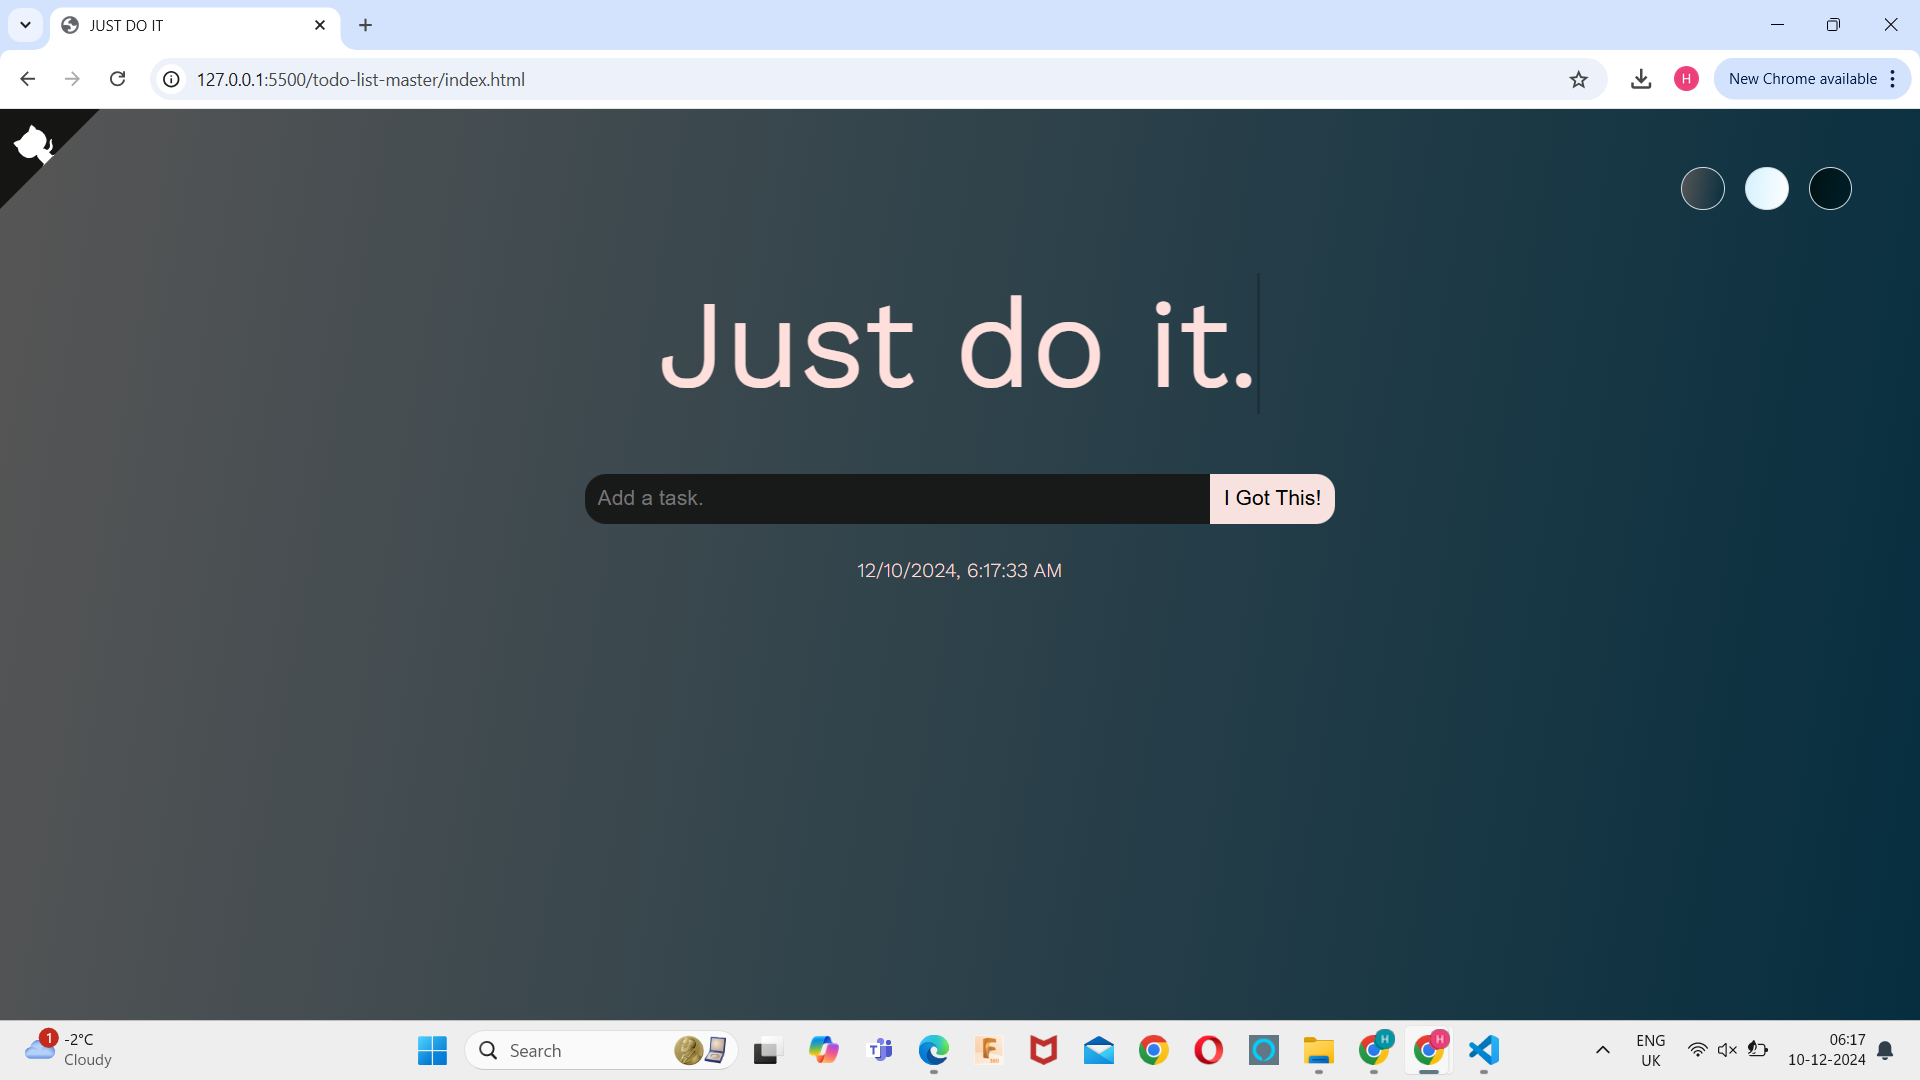 JUST DO IT
127.0.0.1:5500/todo-list-master/index.html
H
New Chrome available
Just do it.
Add a task.
I Got This!
12/10/2024, 6:17:33 AM
1
-2°C
Cloudy
Search
F
H
H
ENG
UK
06:17
10-12-2024